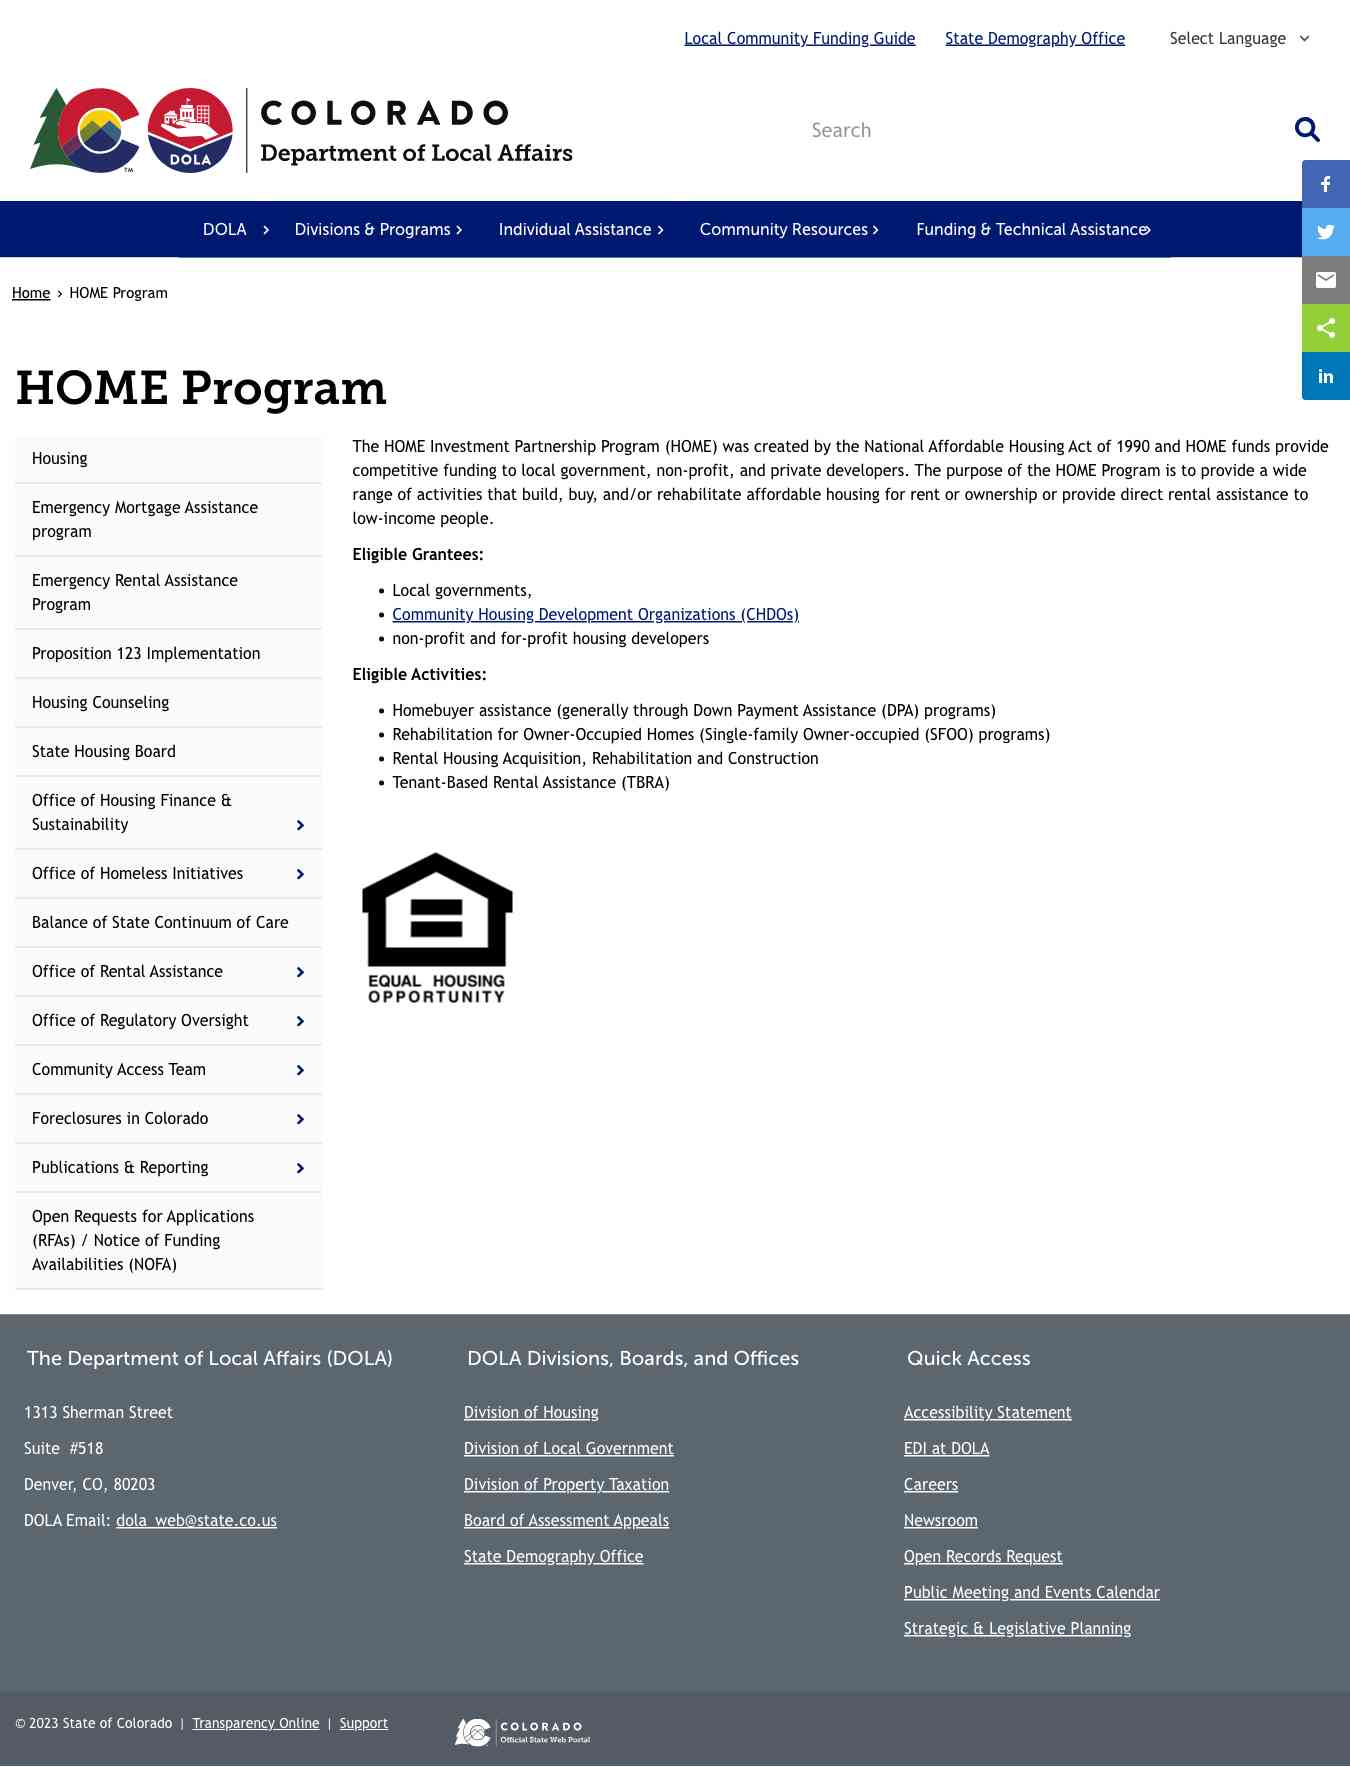 Local Community Funding Guide
State Demography Office
Select Language
COLORADO
Department of Local Affairs
DOLA
TM
Search
DOLA
Divisions & Programs
Individual Assistance
Community Resources
Funding & Technical Assistance
Home › HOME Program
HOME Program
Housing
Emergency Mortgage Assistance
program
Emergency Rental Assistance
Program
Proposition 123 Implementation
Housing Counseling
State Housing Board
Office of Housing Finance &
Sustainability
Office of Homeless Initiatives
Balance of State Continuum of Care
Office of Rental Assistance
Office of Regulatory Oversight
Community Access Team
Foreclosures in Colorado
Publications & Reporting
Open Requests for Applications
(RFAs) / Notice of Funding
Availabilities (NOFA)
The HOME Investment Partnership Program (HOME) was created by the National Affordable Housing Act of 1990 and HOME funds provide
competitive funding to local government, non-profit, and private developers. The purpose of the HOME Program is to provide a wide
range of activities that build, buy, and/or rehabilitate affordable housing for rent or ownership or provide direct rental assistance to
low-income people.
Eligible Grantees:
• Local governments,
• Community Housing Development Organizations (CHDOs)
• non-profit and for-profit housing developers
Eligible Activities:
• Homebuyer assistance (generally through Down Payment Assistance (DPA) programs)
• Rehabilitation for Owner-Occupied Homes (Single-family Owner-occupied (SFOO) programs)
• Rental Housing Acquisition, Rehabilitation and Construction
• Tenant-Based Rental Assistance (TBRA)
EQUAL HOUSING
OPPORTUNITY
The Department of Local Affairs (DOLA)
1313 Sherman Street
Suite #518
Denver, CO, 80203
DOLA Email: dola_web@state.co.us
DOLA Divisions, Boards, and Offices
Division of Housing
Division of Local Government
Division of Property Taxation
Board of Assessment Appeals
State Demography Office
Quick Access
Accessibility Statement
EDI at DOLA
Careers
Newsroom
Open Records Request
Public Meeting and Events Calendar
Strategic & Legislative Planning
© 2023 State of Colorado | Transparency Online | Support
COLORADO
Official State Web Portal